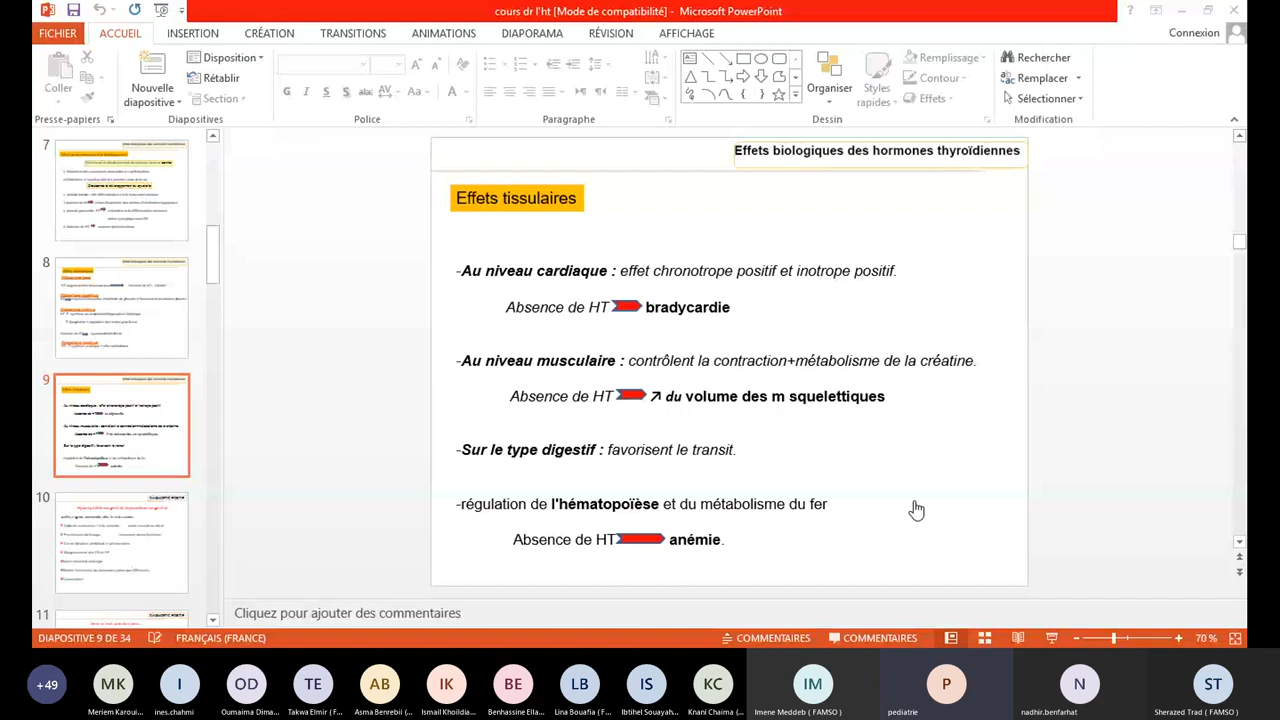 cours dr l'ht [Mode de compatibilité] - Microsoft PowerPoint
FICHIER ACCUEIL INSERTION CRÉATION TRANSITIONS ANIMATIONS DIAPORAMA RÉVISION AFFICHAGE Connexion
Coller
Presse-papiers
Nouvelle diapositive
Disposition
Rétablir
Section
Diapositives
Police
Paragraphe
Organiser
Styles rapides
Remplissage
Contour
Effets
Dessin
Rechercher
Remplacer
Sélectionner
Modification
7
8
9
10
11
Effets biologiques des hormones thyroïdiennes
Effets tissulaires
-Au niveau cardiaque : effet chronotrope positif et inotrope positif.
Absence de HT bradycardie
-Au niveau musculaire : contrôlent la contraction+métabolisme de la créatine.
Absence de HT ↗ du volume des m squelettiques
-Sur le type digestif : favorisent le transit.
-régulation de l'hématopoïèse et du métabolisme du fer
Absence de HT anémie.
Cliquez pour ajouter des commentaires
DIAPOSITIVE 9 DE 34 FRANÇAIS (FRANCE) COMMENTAIRES COMMENTAIRES 70 %
+49 MK I OD TE AB IK BE LB IS KC IM P N ST
Meriem Karoui... ines.chahmi Oumaima Dima... Takwa Elmir ( F... Asma Benrebii (... Ismail Khoildia... Benhassine Ella... Lina Bouafia ( F... Ibtihel Souayah... Knani Chaima (... Imene Meddeb ( FAMSO ) pediatrie nadhir.benfarhat Sherazed Trad ( FAMSO )